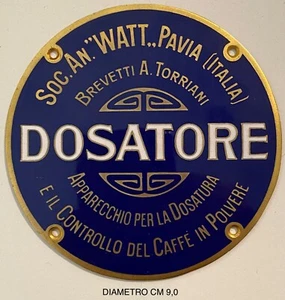 Soc. An. "WATT.. PAVIA (ITALIA)
BREVETTI A. TORRIANI
DOSATORE
APPARECCHIO PER LA DOSATURA
E IL CONTROLLO DEL CAFFÈ IN POLVERE
DIAMETRO CM 9,0